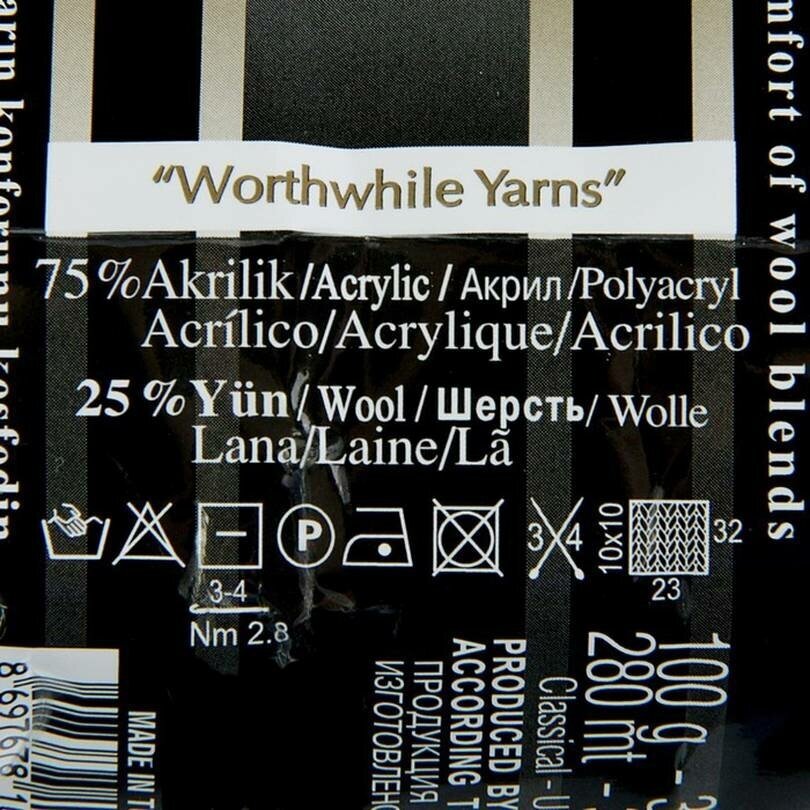 "Worthwhile Yarns"
75%Akrilik/Acrylic/Акрил/Polyacryl
Acrílico/Acrylique/Acrilico
25%Yün/Wool/Шерсть/Wolle
Lana/Laine/Lã
P
3 4
10x10
32
23
3-4
Nm 2.8
mfort of wool blends
100 g -
280 mt -
Classical -
PRODUCED BY
ACCORDING T
ПРОДУКЦИЯ
ИЗГОТОВЛЕН
MADE IN T